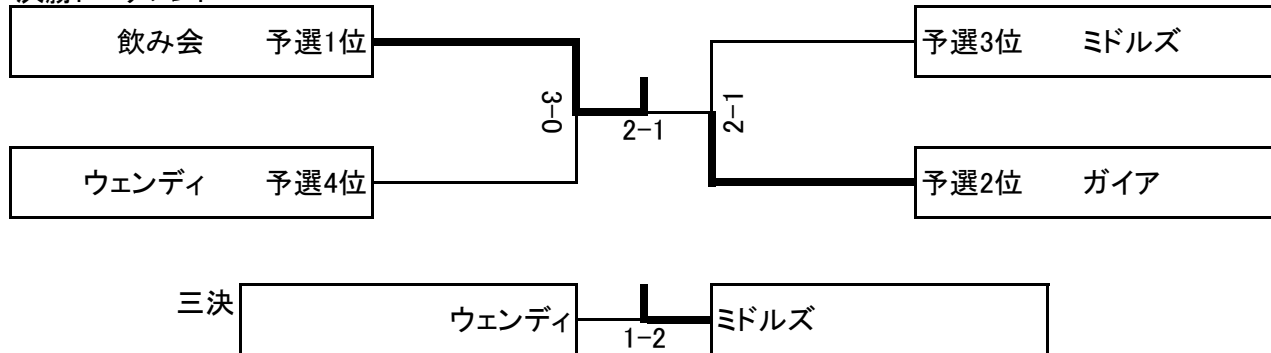 飲み会 予選1位
予選3位 ミドルズ
3-0
2-1
2-1
ウェンディ 予選4位
予選2位 ガイア
三決
ウェンディ
ミドルズ
1-2